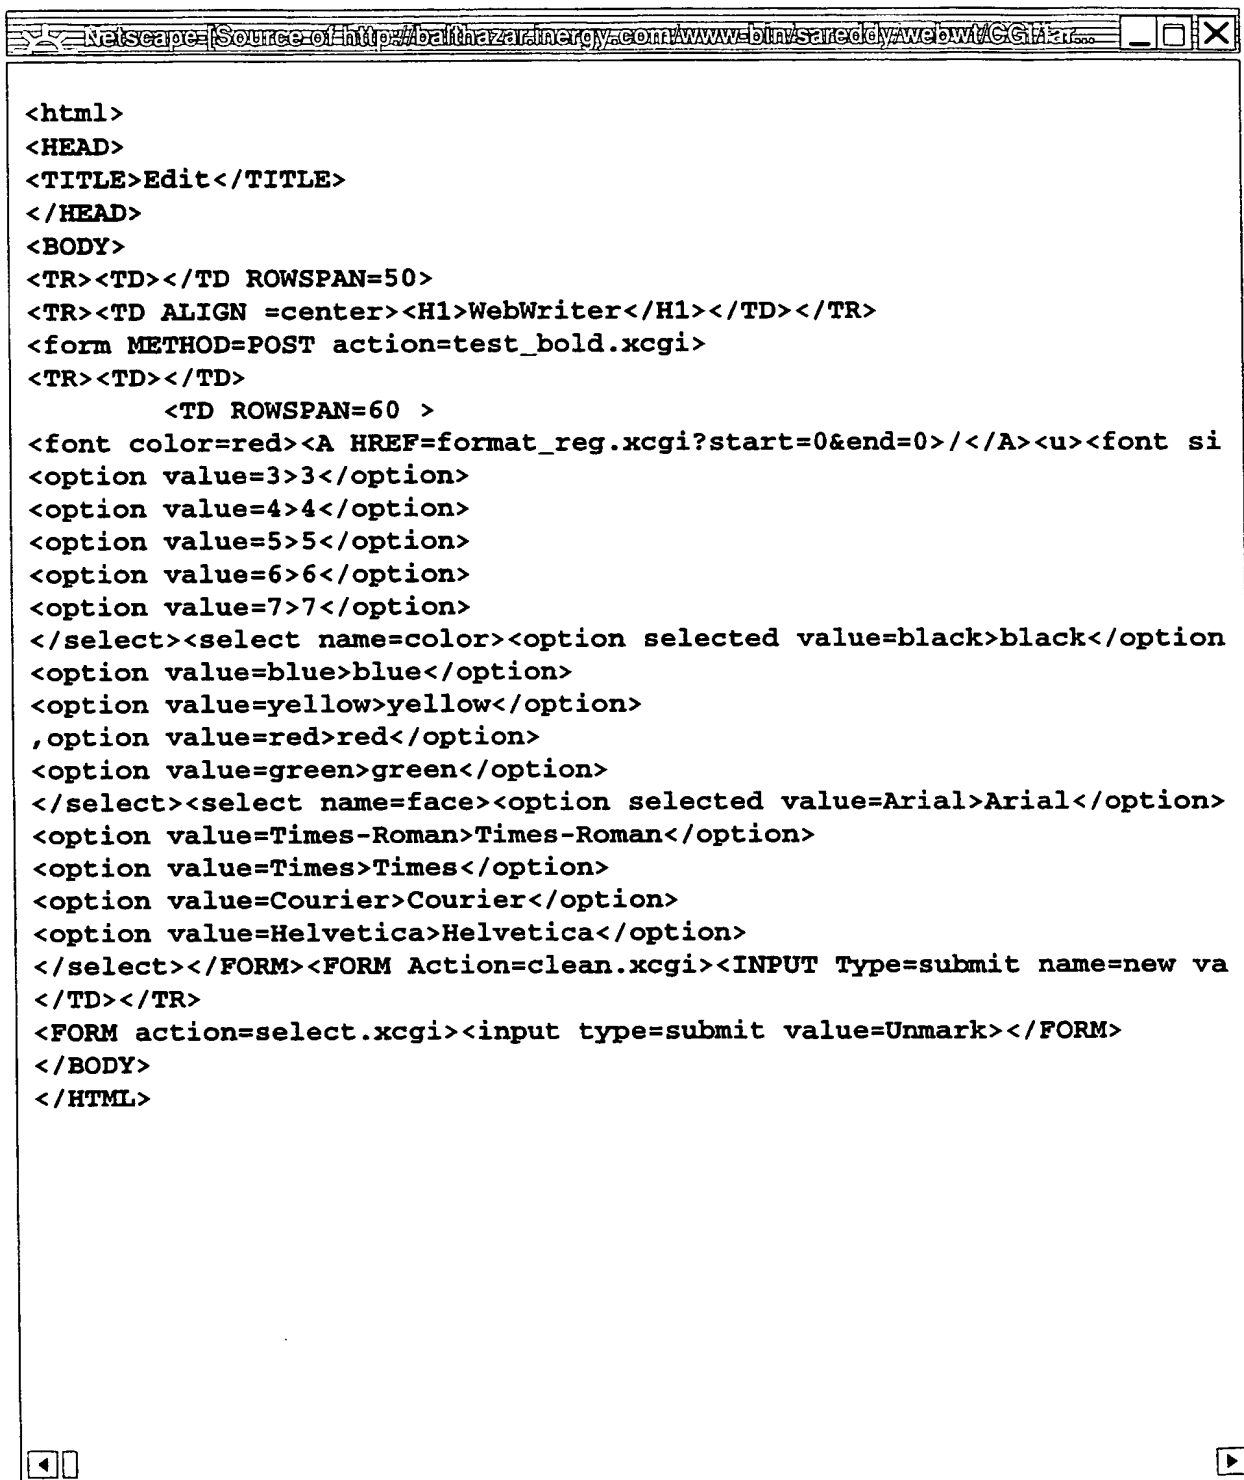 Netscape-[Source of http://balthazar.inergy.com/www-bin/sareddy/webwt/CGI/tar...
<html>
<HEAD>
<TITLE>Edit</TITLE>
</HEAD>
<BODY>
<TR><TD></TD ROWSPAN=50>
<TR><TD ALIGN =center><H1>WebWriter</H1></TD></TR>
<form METHOD=POST action=test_bold.xcgi>
<TR><TD></TD>
<TD ROWSPAN=60 >
<font color=red><A HREF=format_reg.xcgi?start=0&end=0>/</A><u><font si
<option value=3>3</option>
<option value=4>4</option>
<option value=5>5</option>
<option value=6>6</option>
<option value=7>7</option>
</select><select name=color><option selected value=black>black</option
<option value=blue>blue</option>
<option value=yellow>yellow</option>
,option value=red>red</option>
<option value=green>green</option>
</select><select name=face><option selected value=Arial>Arial</option>
<option value=Times-Roman>Times-Roman</option>
<option value=Times>Times</option>
<option value=Courier>Courier</option>
<option value=Helvetica>Helvetica</option>
</select></FORM><FORM Action=clean.xcgi><INPUT Type=submit name=new va
</TD></TR>
<FORM action=select.xcgi><input type=submit value=Unmark></FORM>
</BODY>
</HTML>